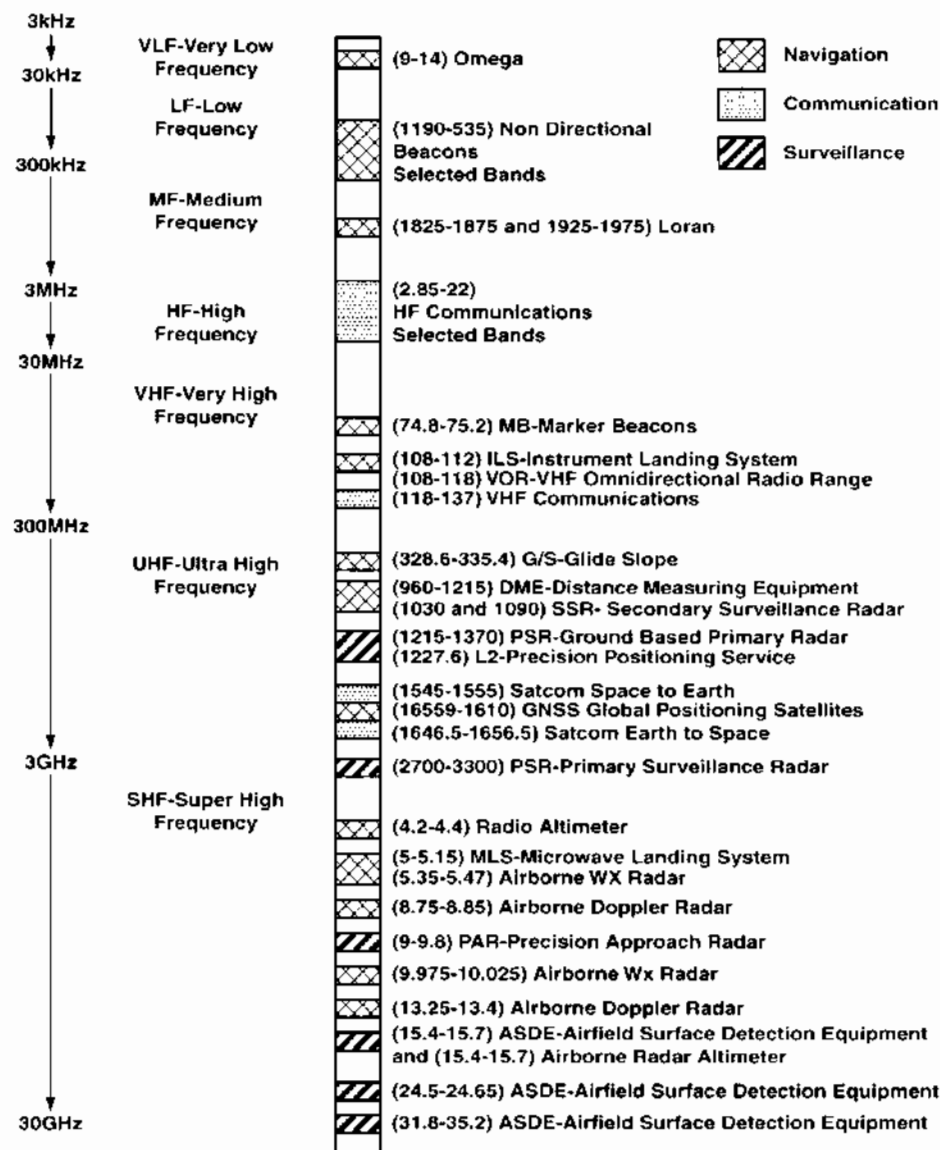 3kHz
30kHz
300kHz
3MHz
30MHz
300MHz
3GHz
30GHz
VLF-Very Low
Frequency
LF-Low
Frequency
MF-Medium
Frequency
HF-High
Frequency
VHF-Very High
Frequency
UHF-Ultra High
Frequency
SHF-Super High
Frequency
(9-14) Omega
(1190-535) Non Directional
Beacons
Selected Bands
(1825-1875 and 1925-1975) Loran
(2.85-22)
HF Communications
Selected Bands
(74.8-75.2) MB-Marker Beacons
(108-112) ILS-Instrument Landing System
(108-118) VOR-VHF Omnidirectional Radio Range
(118-137) VHF Communications
(328.6-335.4) G/S-Glide Slope
(960-1215) DME-Distance Measuring Equipment
(1030 and 1090) SSR- Secondary Surveillance Radar
(1215-1370) PSR-Ground Based Primary Radar
(1227.6) L2-Precision Positioning Service
(1545-1555) Satcom Space to Earth
(16559-1610) GNSS Global Positioning Satellites
(1646.5-1656.5) Satcom Earth to Space
(2700-3300) PSR-Primary Surveillance Radar
(4.2-4.4) Radio Altimeter
(5-5.15) MLS-Microwave Landing System
(5.35-5.47) Airborne WX Radar
(8.75-8.85) Airborne Doppler Radar
(9-9.8) PAR-Precision Approach Radar
(9.975-10.025) Airborne Wx Radar
(13.25-13.4) Airborne Doppler Radar
(15.4-15.7) ASDE-Airfield Surface Detection Equipment
and (15.4-15.7) Airborne Radar Altimeter
(24.5-24.65) ASDE-Airfield Surface Detection Equipment
(31.8-35.2) ASDE-Airfield Surface Detection Equipment
Navigation
Communication
Surveillance